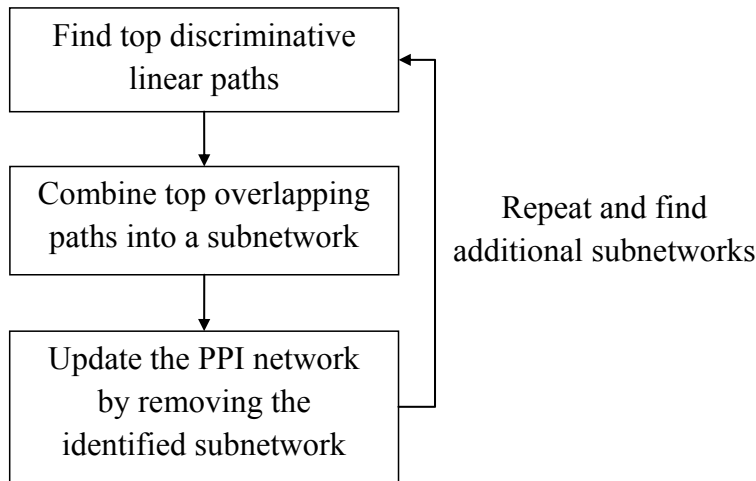 Find top discriminative
linear paths
Combine top overlapping
paths into a subnetwork
Repeat and find
additional subnetworks
Update the PPI network
by removing the
identified subnetwork